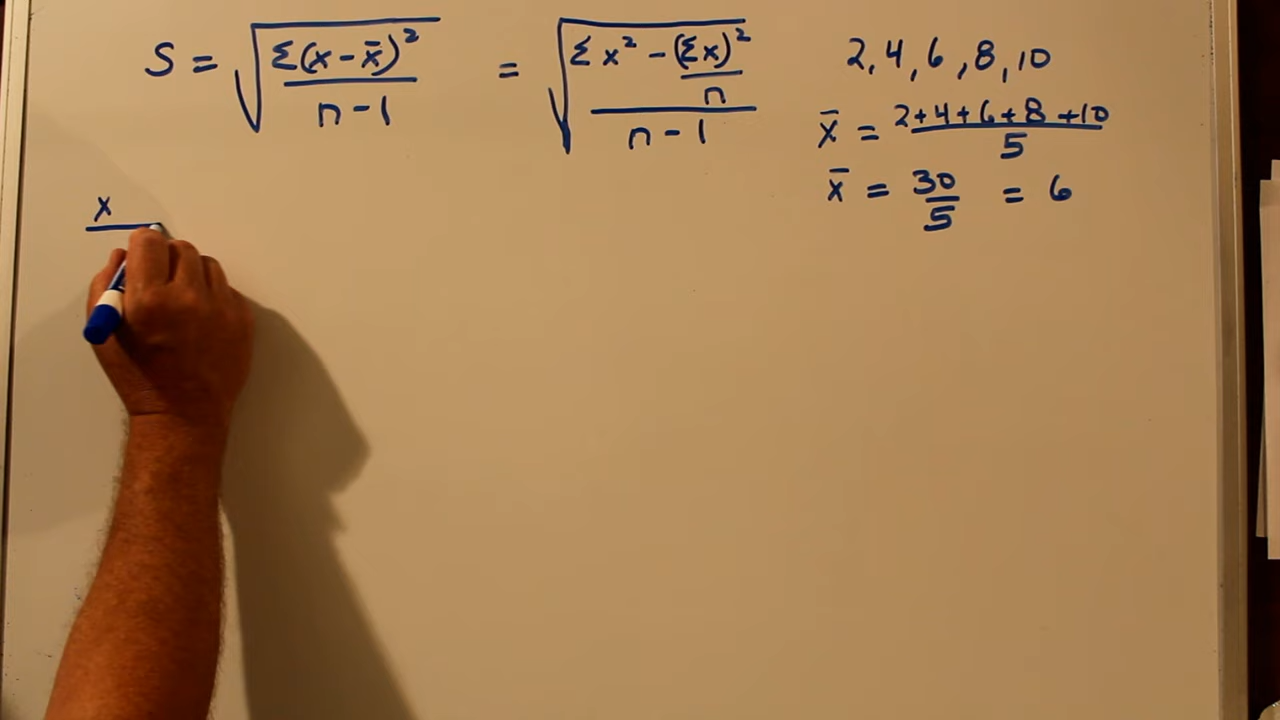 S = √(Σ(x - x̄)² / (n - 1)) = √((Σx² - (Σx)² / n) / (n - 1))
2, 4, 6, 8, 10
x̄ = (2+4+6+8+10) / 5
x̄ = 30/5 = 6
x